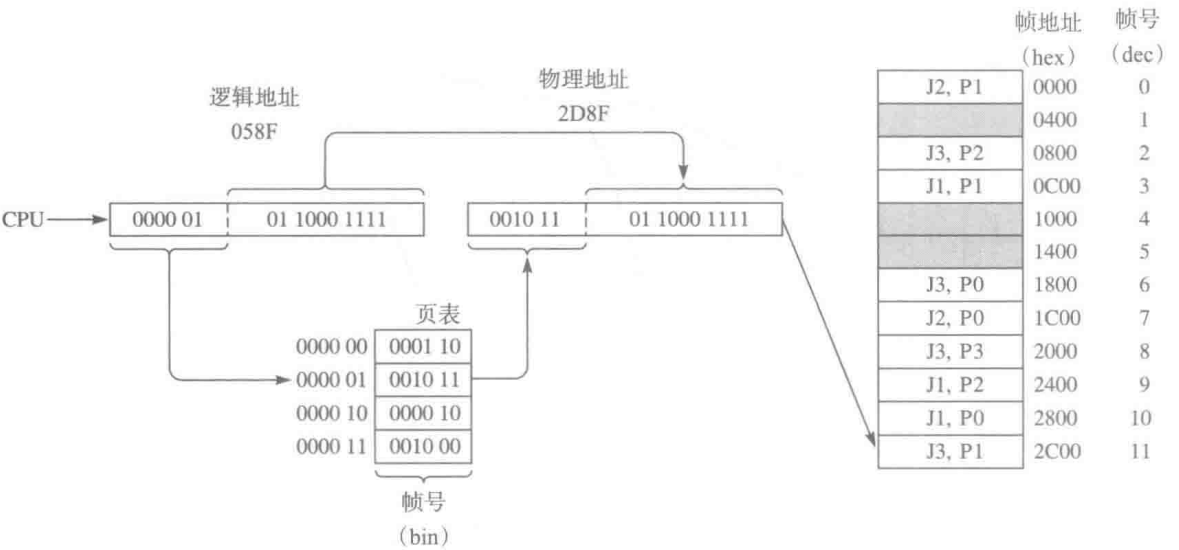 逻辑地址
058F
物理地址
2D8F
CPU
0000 01
01 1000 1111
0010 11
01 1000 1111
页表
0000 00 0001 10
0000 01 0010 11
0000 10 0000 10
0000 11 0010 00
帧号
(bin)
帧地址 帧号
(hex) (dec)
J2, P1 0000 0
0400 1
J3, P2 0800 2
J1, P1 0C00 3
1000 4
1400 5
J3, P0 1800 6
J2, P0 1C00 7
J3, P3 2000 8
J1, P2 2400 9
J1, P0 2800 10
J3, P1 2C00 11